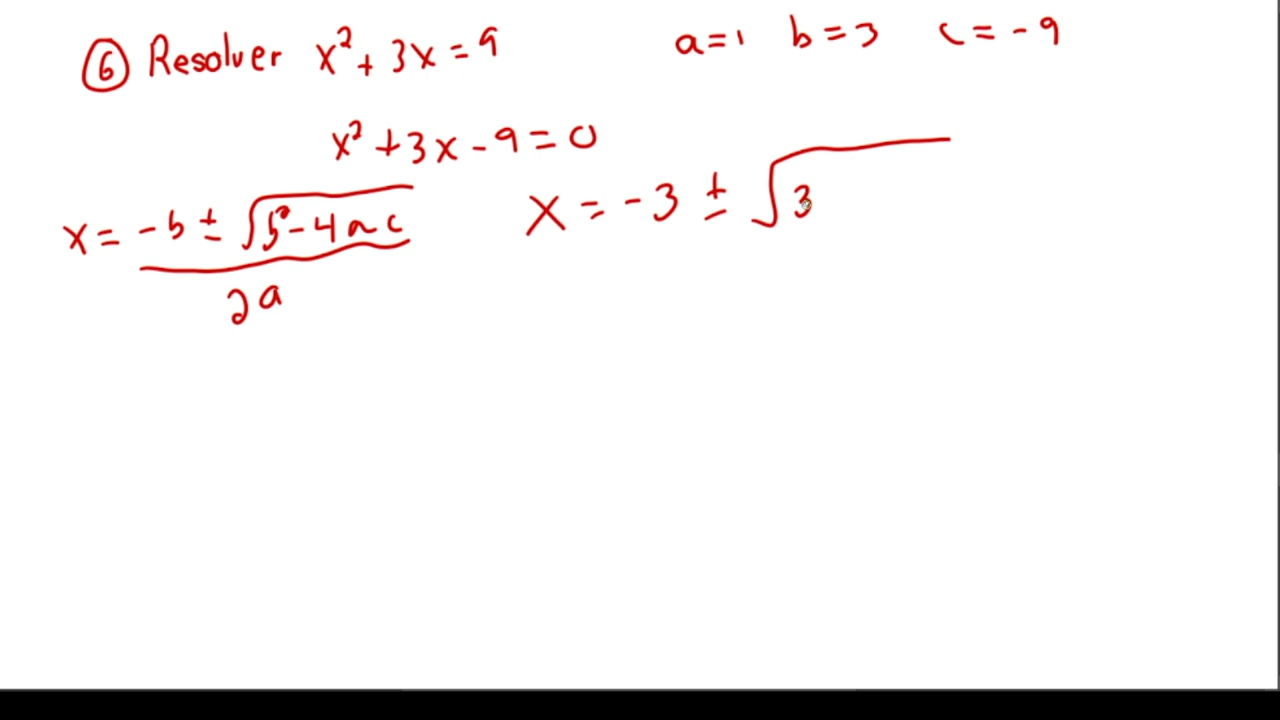 ⑥ Resolver x² + 3x = 9 a = 1 b = 3 c = -9
x² + 3x - 9 = 0
x = -b ± √b² - 4ac
2a
x = -3 ± √3